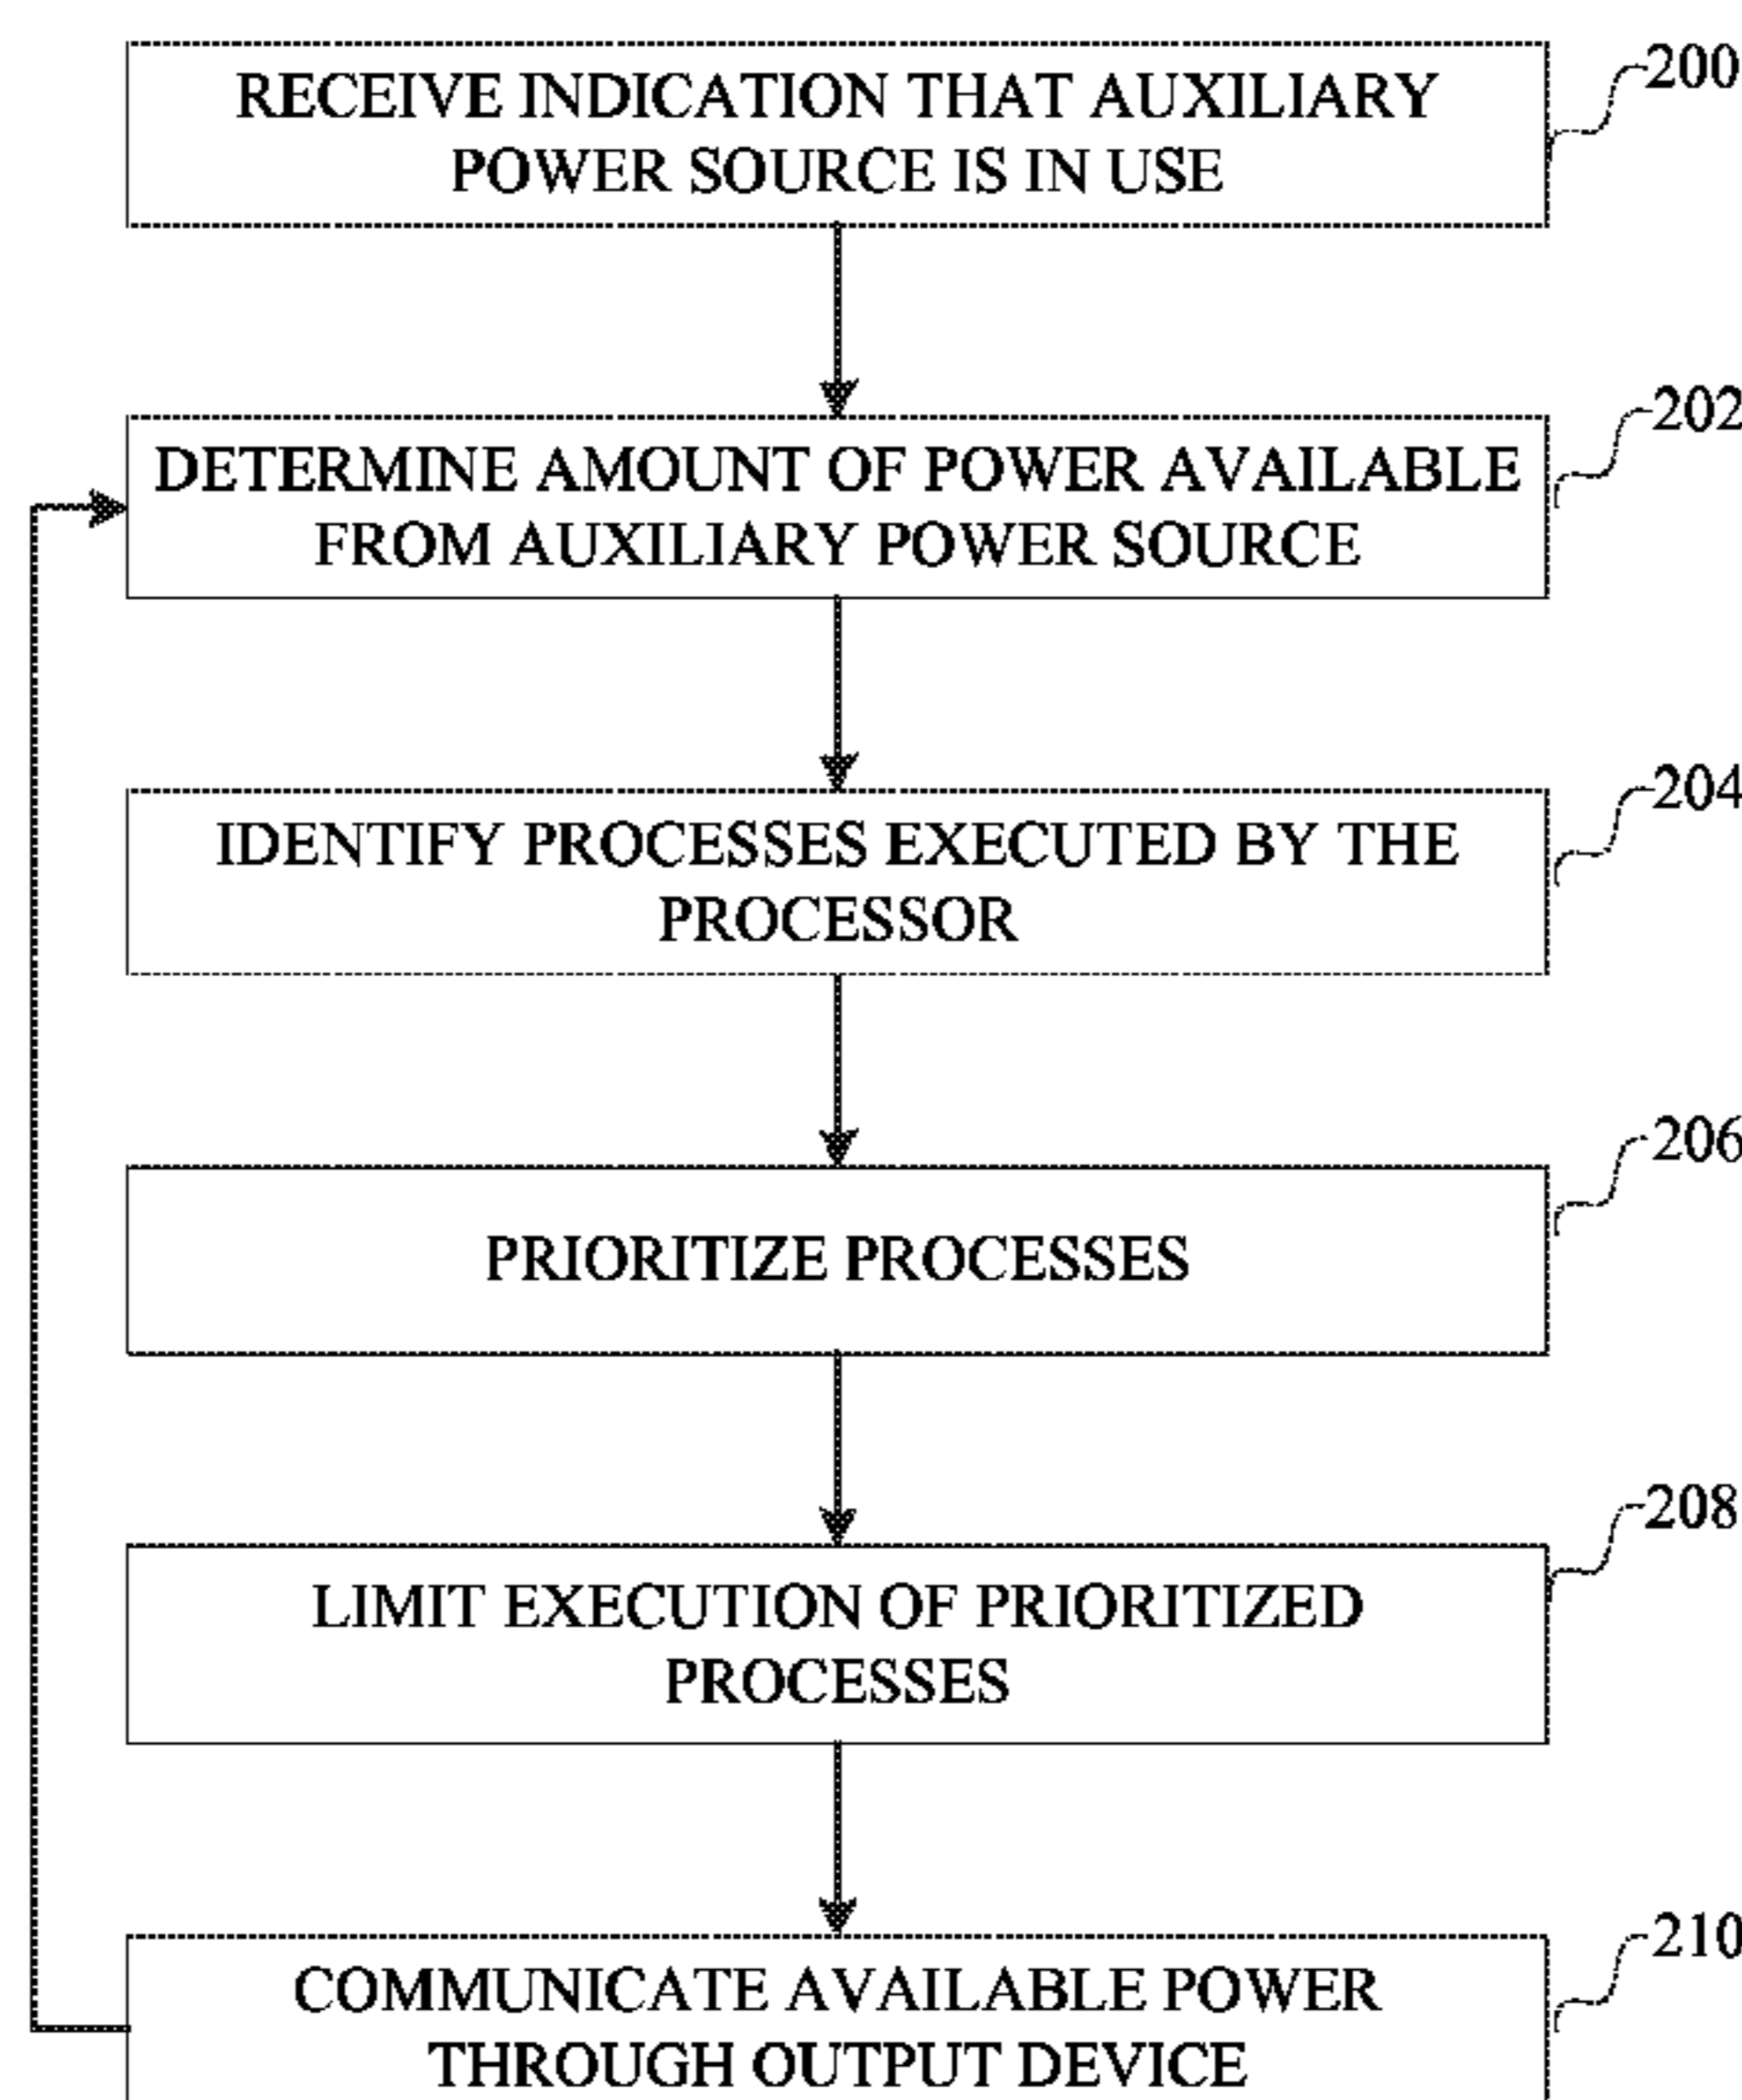 RECEIVE INDICATION THAT AUXILIARY
POWER SOURCE IS IN USE
200
DETERMINE AMOUNT OF POWER AVAILABLE
FROM AUXILIARY POWER SOURCE
202
IDENTIFY PROCESSES EXECUTED BY THE
PROCESSOR
204
PRIORITIZE PROCESSES
206
LIMIT EXECUTION OF PRIORITIZED
PROCESSES
208
COMMUNICATE AVAILABLE POWER
THROUGH OUTPUT DEVICE
210